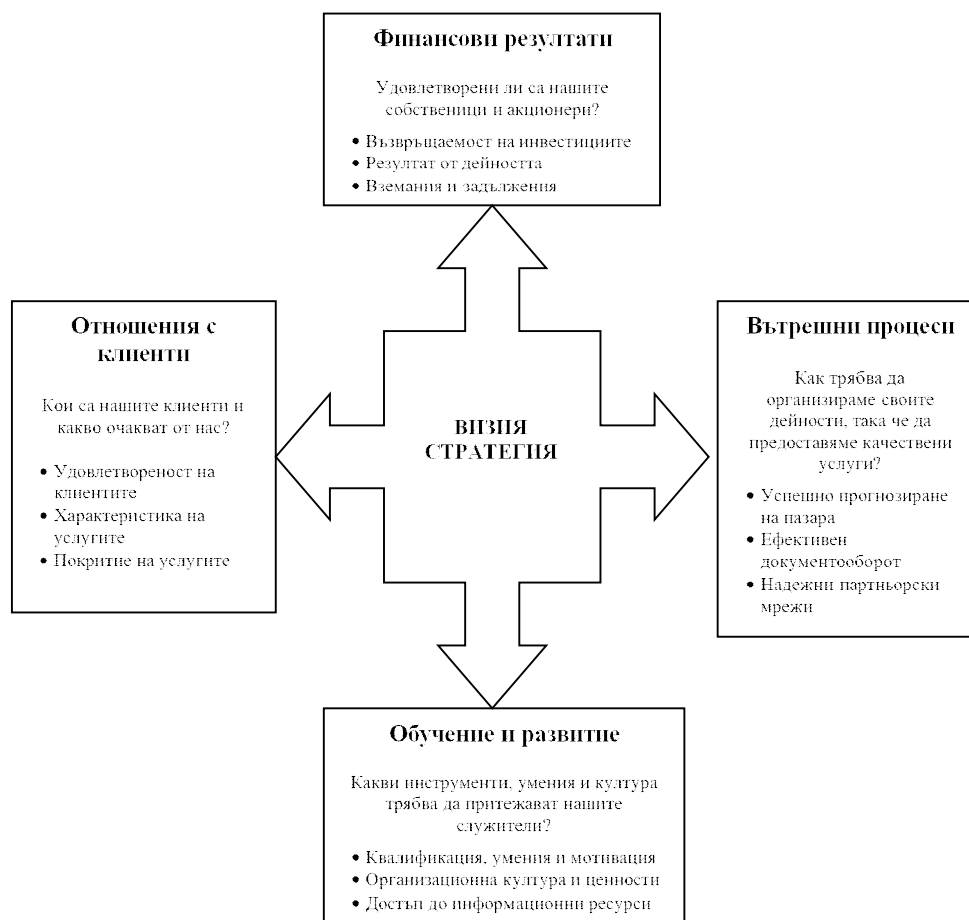 Финансови резултати
Удовлетворени ли са нашите
собственици и акционери?
• Възвръщаемост на инвестициите
• Резултат от дейността
• Вземания и задължения
Отношения с
клиенти
Кои са нашите клиенти и
какво очакват от нас?
• Удовлетвореност на
клиентите
• Характеристика на
услугите
• Покритие на услугите
ВИЗИЯ
СТРАТЕГИЯ
Вътрешни процеси
Как трябва да
организираме своите
дейности, така че да
предоставяме качествени
услуги?
• Успешно прогнозиране
на пазара
• Ефективен
документооборот
• Надежни партньорски
мрежи
Обучение и развитие
Какви инструменти, умения и култура
трябва да притежават нашите
служители?
• Квалификация, умения и мотивация
• Организационна култура и ценности
• Достъп до информационни ресурси